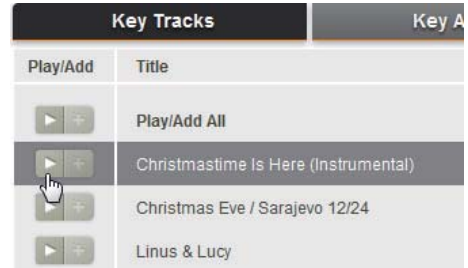 Key Tracks Key A
Play/Add Title
Play/Add All
Christmastime Is Here (Instrumental)
Christmas Eve / Sarajevo 12/24
Linus & Lucy